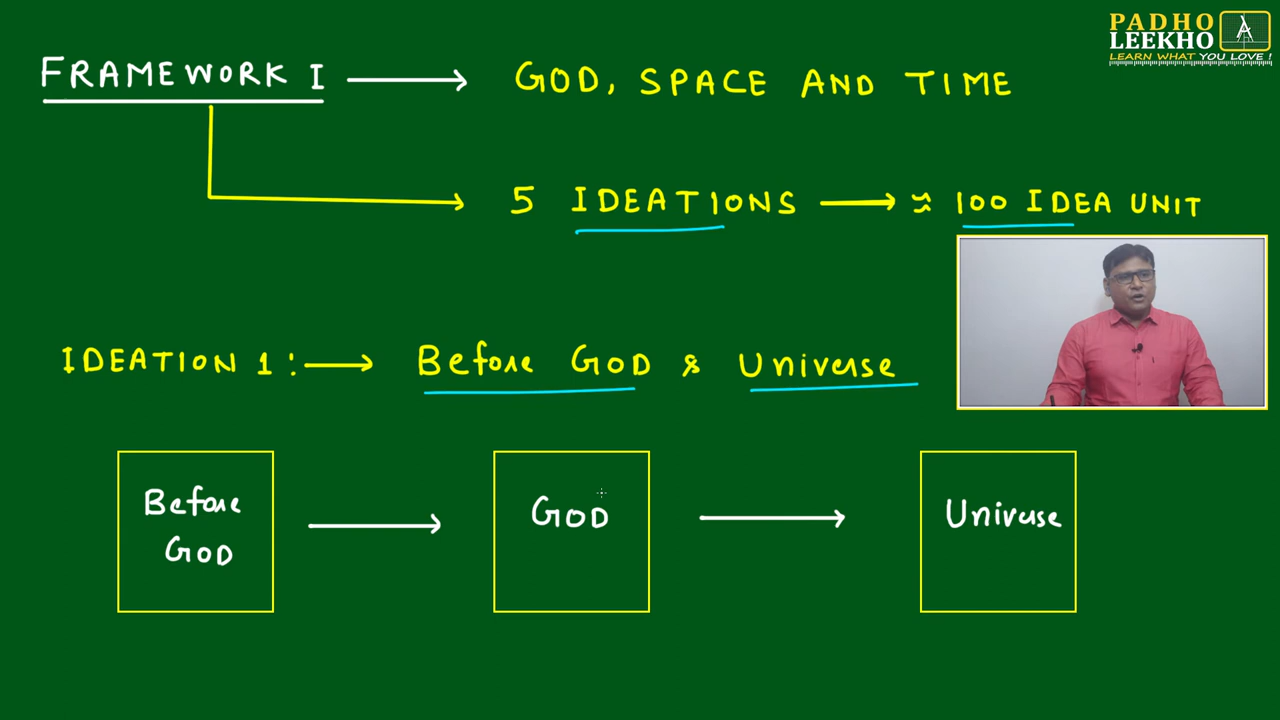 PADHO
LEEKHO
LEARN WHAT YOU LOVE !
FRAMEWORK I → GOD, SPACE AND TIME
5 IDEATIONS → ≈ 100 IDEA UNIT
IDEATION 1 : → Before GOD & Universe
Before
GOD → GOD → Universe